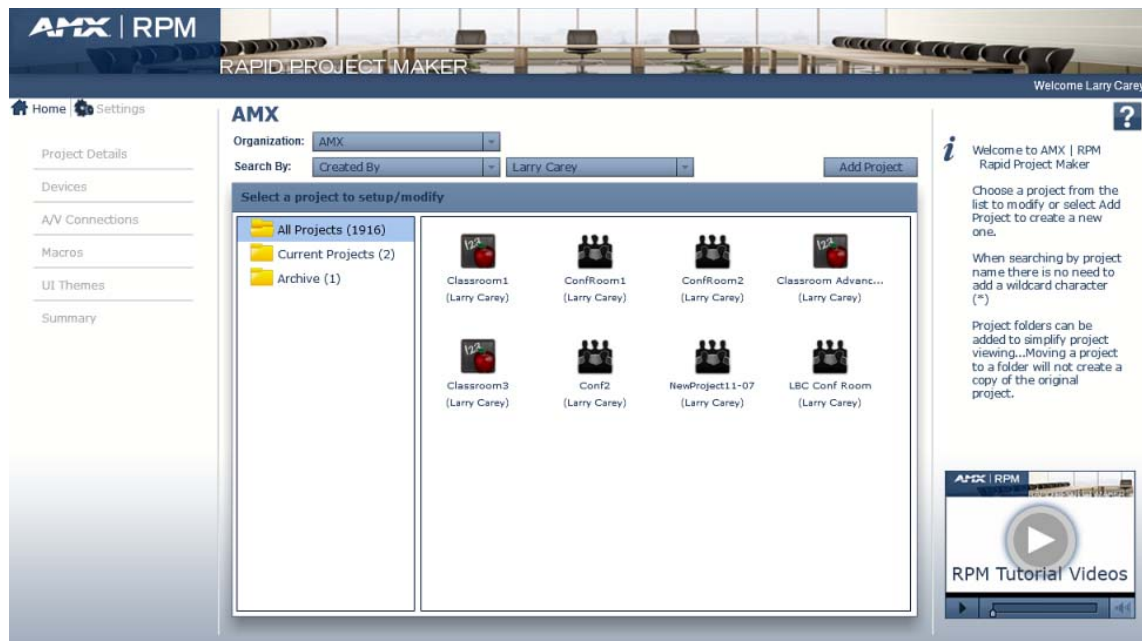 AMX | RPM
RAPID PROJECT MAKER
Welcome Larry Carey
Home
Settings
Project Details
Devices
A/V Connections
Macros
UI Themes
Summary
AMX
Organization: AMX
Search By: Created By Larry Carey Add Project
Select a project to setup/modify
All Projects (1916)
Current Projects (2)
Archive (1)
Classroom1 ConfRoom1 ConfRoom2 Classroom Advanc...
(Larry Carey) (Larry Carey) (Larry Carey) (Larry Carey)
Classroom3 Conf2 NewProject11-07 LBC Conf Room
(Larry Carey) (Larry Carey) (Larry Carey) (Larry Carey)
?
i
Welcome to AMX | RPM
Rapid Project Maker
Choose a project from the
list to modify or select Add
Project to create a new
one.
When searching by project
name there is no need to
add a wildcard character
(*)
Project folders can be
added to simplify project
viewing...Moving a project
to a folder will not create a
copy of the original
project.
AMX | RPM
RPM Tutorial Videos